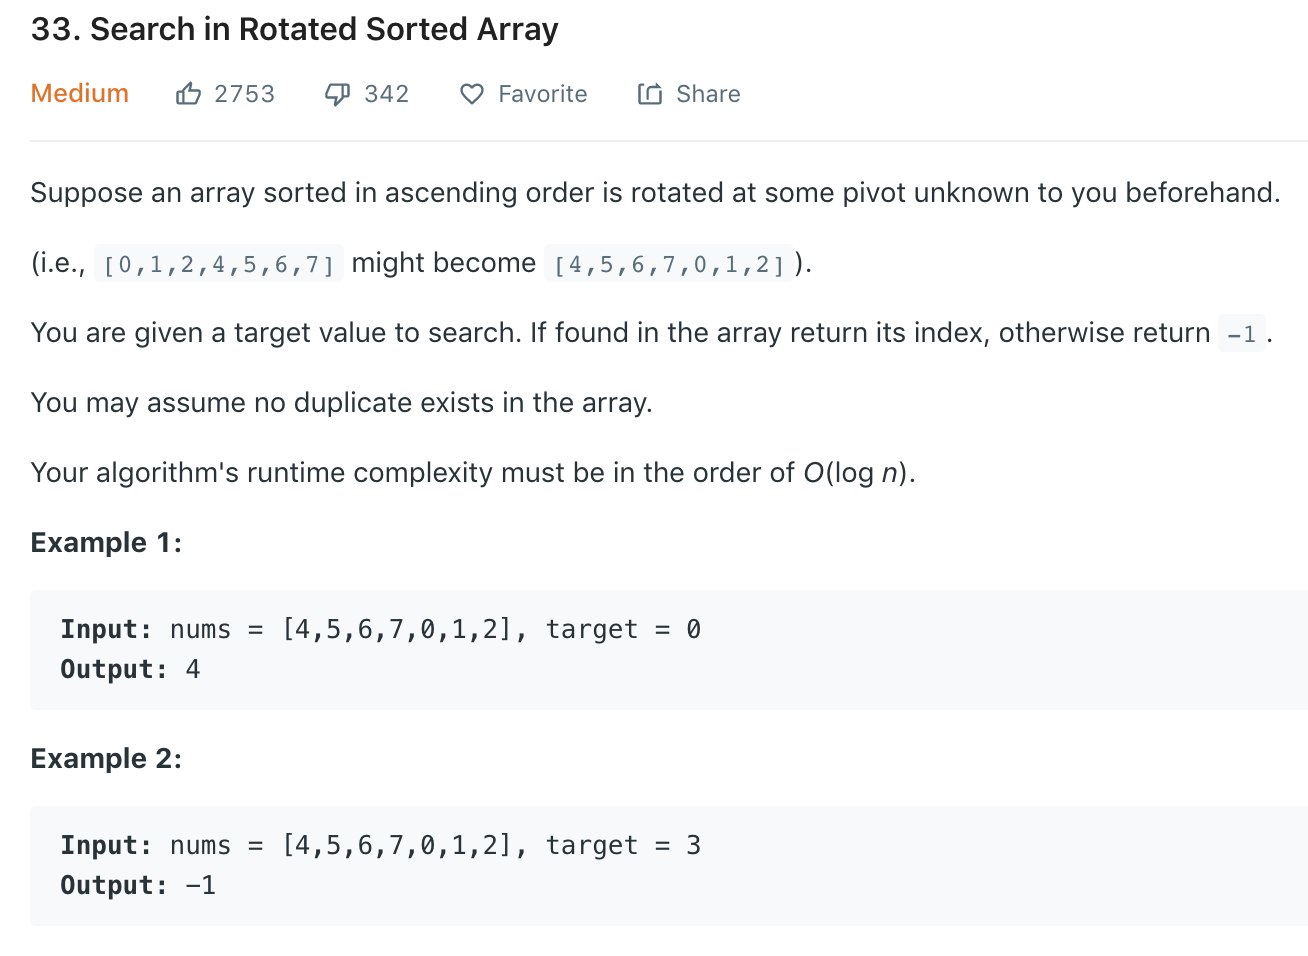 33. Search in Rotated Sorted Array
Medium 2753 342 Favorite Share
Suppose an array sorted in ascending order is rotated at some pivot unknown to you beforehand.
(i.e., [0,1,2,4,5,6,7] might become [4,5,6,7,0,1,2]).
You are given a target value to search. If found in the array return its index, otherwise return -1.
You may assume no duplicate exists in the array.
Your algorithm's runtime complexity must be in the order of O(log n).
Example 1:
Input: nums = [4,5,6,7,0,1,2], target = 0
Output: 4
Example 2:
Input: nums = [4,5,6,7,0,1,2], target = 3
Output: -1